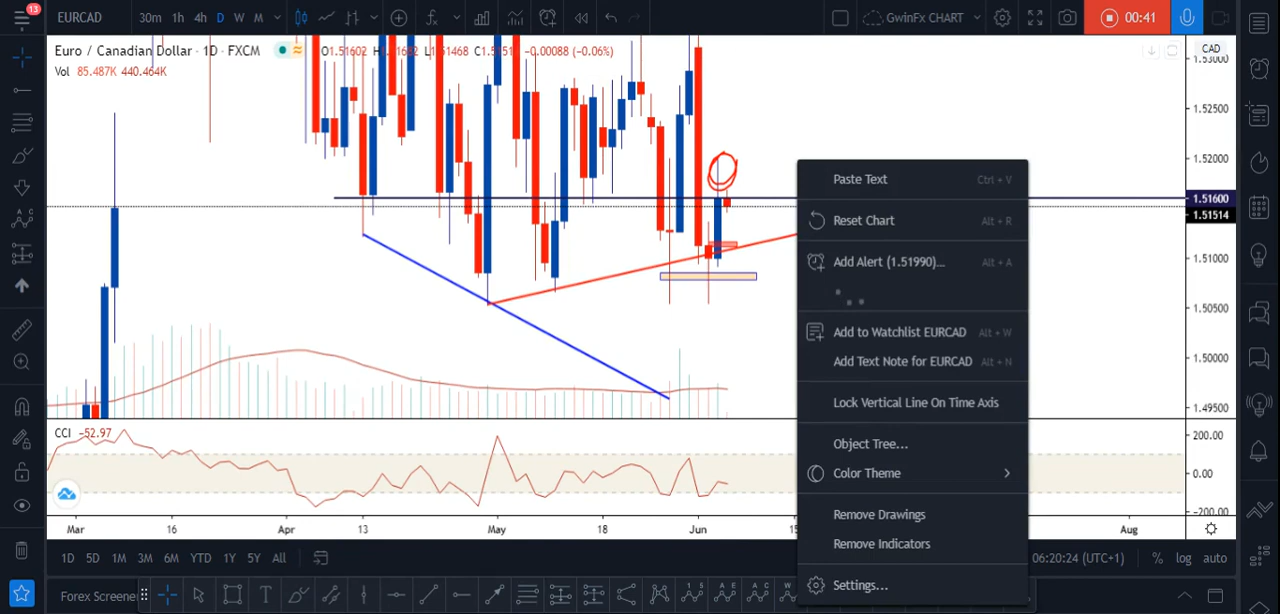 13
EURCAD 30m 1h 4h D W M GwinFx CHART 00:41
Euro / Canadian Dollar · 1D · FXCM
Vol 85.487K 440.464K
-0.00088 (-0.06%)
CAD
1.53000
1.52500
1.52000
1.51600
1.51514
1.51000
1.50500
1.50000
1.49500
Paste Text Ctrl + V
Reset Chart Alt + R
Add Alert (1.51990)... Alt + A
Add to Watchlist EURCAD Alt + W
Add Text Note for EURCAD Alt + N
Lock Vertical Line On Time Axis
Object Tree...
Color Theme
Remove Drawings
Remove Indicators
Settings...
CCI -52.97
200.00
0.00
-200.00
Mar 16 Apr 13 May 18 Jun Aug
1D 5D 1M 3M 6M YTD 1Y 5Y All 06:20:24 (UTC+1) % log auto
Forex Screener